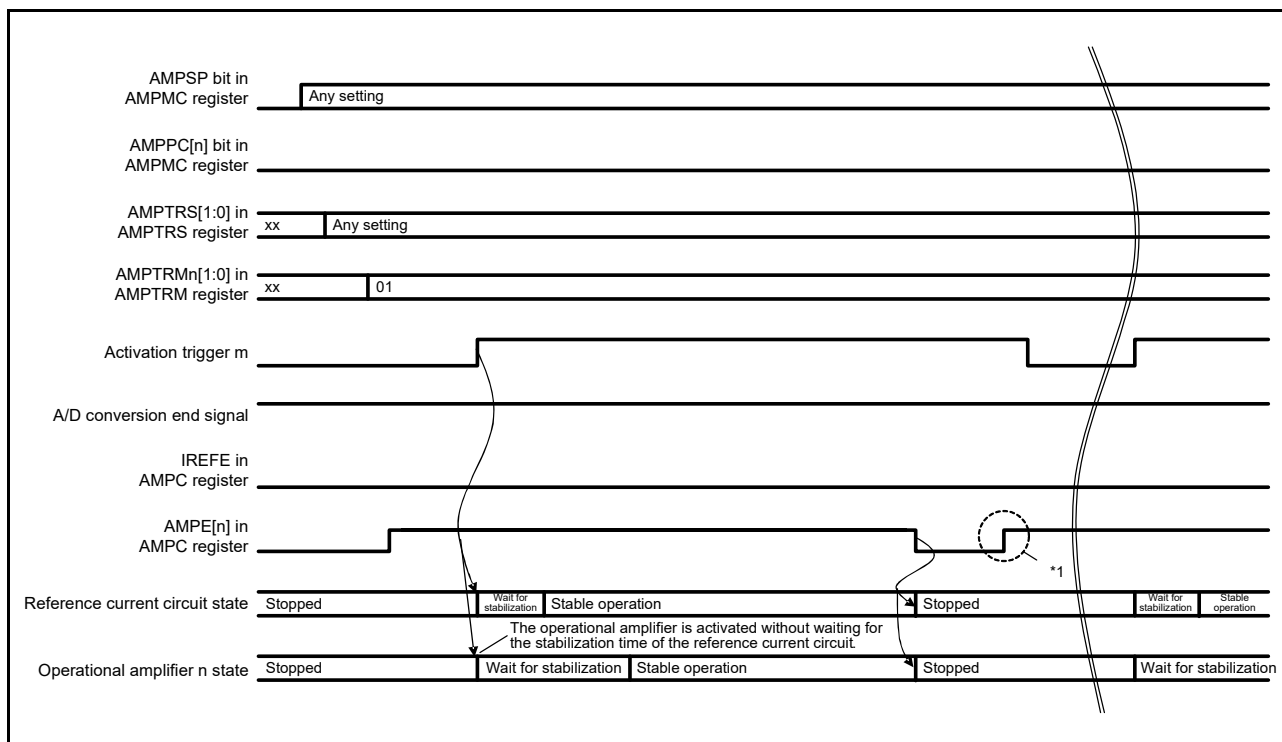 AMPSP bit in
AMPMC register
Any setting
AMPPC[n] bit in
AMPMC register
AMPTRS[1:0] in
AMPTRS register
xx
Any setting
AMPTRMn[1:0] in
AMPTRM register
xx
01
Activation trigger m
A/D conversion end signal
IREFE in
AMPC register
AMPE[n] in
AMPC register
*1
Reference current circuit state
Stopped
Wait for
stabilization
Stable operation
Stopped
Wait for
stabilization
Stable
operation
The operational amplifier is activated without waiting for
the stabilization time of the reference current circuit.
Operational amplifier n state
Stopped
Wait for stabilization
Stable operation
Stopped
Wait for stabilization